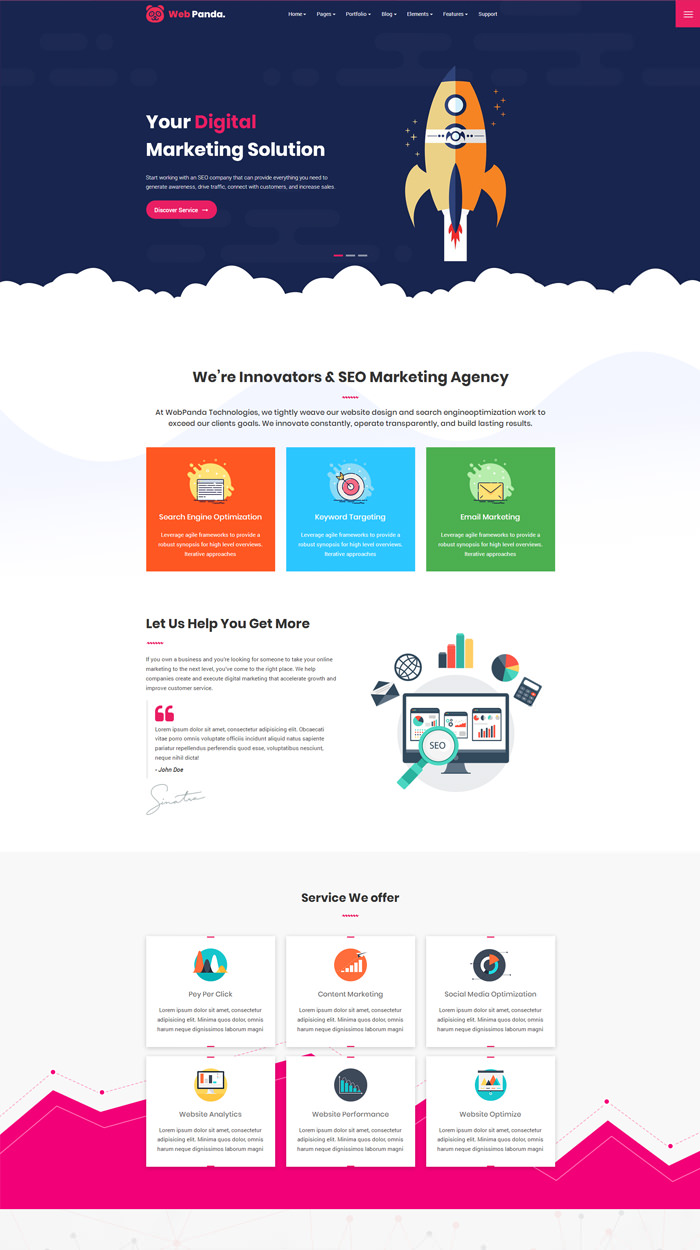 Web Panda.
Home Pages Portfolio Blog Elements Features Support
Your Digital
Marketing Solution
Start working with an SEO company that can provide everything you need to
generate awareness, drive traffic, connect with customers, and increase sales.
Discover Service →
We're Innovators & SEO Marketing Agency
At WebPanda Technologies, we tightly weave our website design and search engineoptimization work to
exceed our clients goals. We innovate constantly, operate transparently, and build lasting results.
Search Engine Optimization
Leverage agile frameworks to provide a
robust synopsis for high level overviews.
Iterative approaches
Keyword Targeting
Leverage agile frameworks to provide a
robust synopsis for high level overviews.
Iterative approaches
Email Marketing
Leverage agile frameworks to provide a
robust synopsis for high level overviews.
Iterative approaches
Let Us Help You Get More
If you own a business and you're looking for someone to take your online
marketing to the next level, you've come to the right place. We help
companies create and execute digital marketing that accelerate growth and
improve customer service.
Lorem ipsum dolor sit amet, consectetur adipisicing elit. Obcaecati
vitae porro omnis voluptate officiis incidunt aliquid natus sapiente
pariatur repellendus perferendis quod esse, voluptatibus nesciunt,
neque nihil dicta!
- John Doe
Sinatra
SEO
Service We offer
Pey Per Click
Lorem ipsum dolor sit amet, consectetur
adipisicing elit. Minima quos dolor, omnis
harum neque dignissimos laborum magni
Content Marketing
Lorem ipsum dolor sit amet, consectetur
adipisicing elit. Minima quos dolor, omnis
harum neque dignissimos laborum magni
Social Media Optimization
Lorem ipsum dolor sit amet, consectetur
adipisicing elit. Minima quos dolor, omnis
harum neque dignissimos laborum magni
Website Analytics
Lorem ipsum dolor sit amet, consectetur
adipisicing elit. Minima quos dolor, omnis
harum neque dignissimos laborum magni
Website Performance
Lorem ipsum dolor sit amet, consectetur
adipisicing elit. Minima quos dolor, omnis
harum neque dignissimos laborum magni
Website Optimize
Lorem ipsum dolor sit amet, consectetur
adipisicing elit. Minima quos dolor, omnis
harum neque dignissimos laborum magni